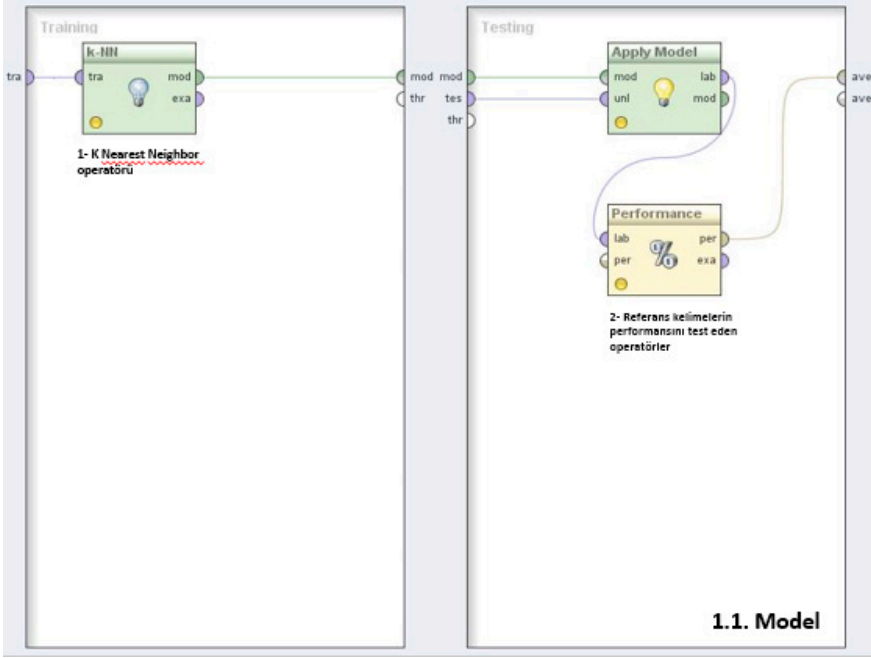 Training
k-NN
tra
tra
mod
exa
mod
thr
1- K Nearest Neighbor
operatörü
Testing
mod
tes
thr
Apply Model
mod
lab
unl
mod
ave
ave
Performance
lab
per
per
exa
2- Referans kelimelerin
performansını test eden
operatörler
1.1. Model